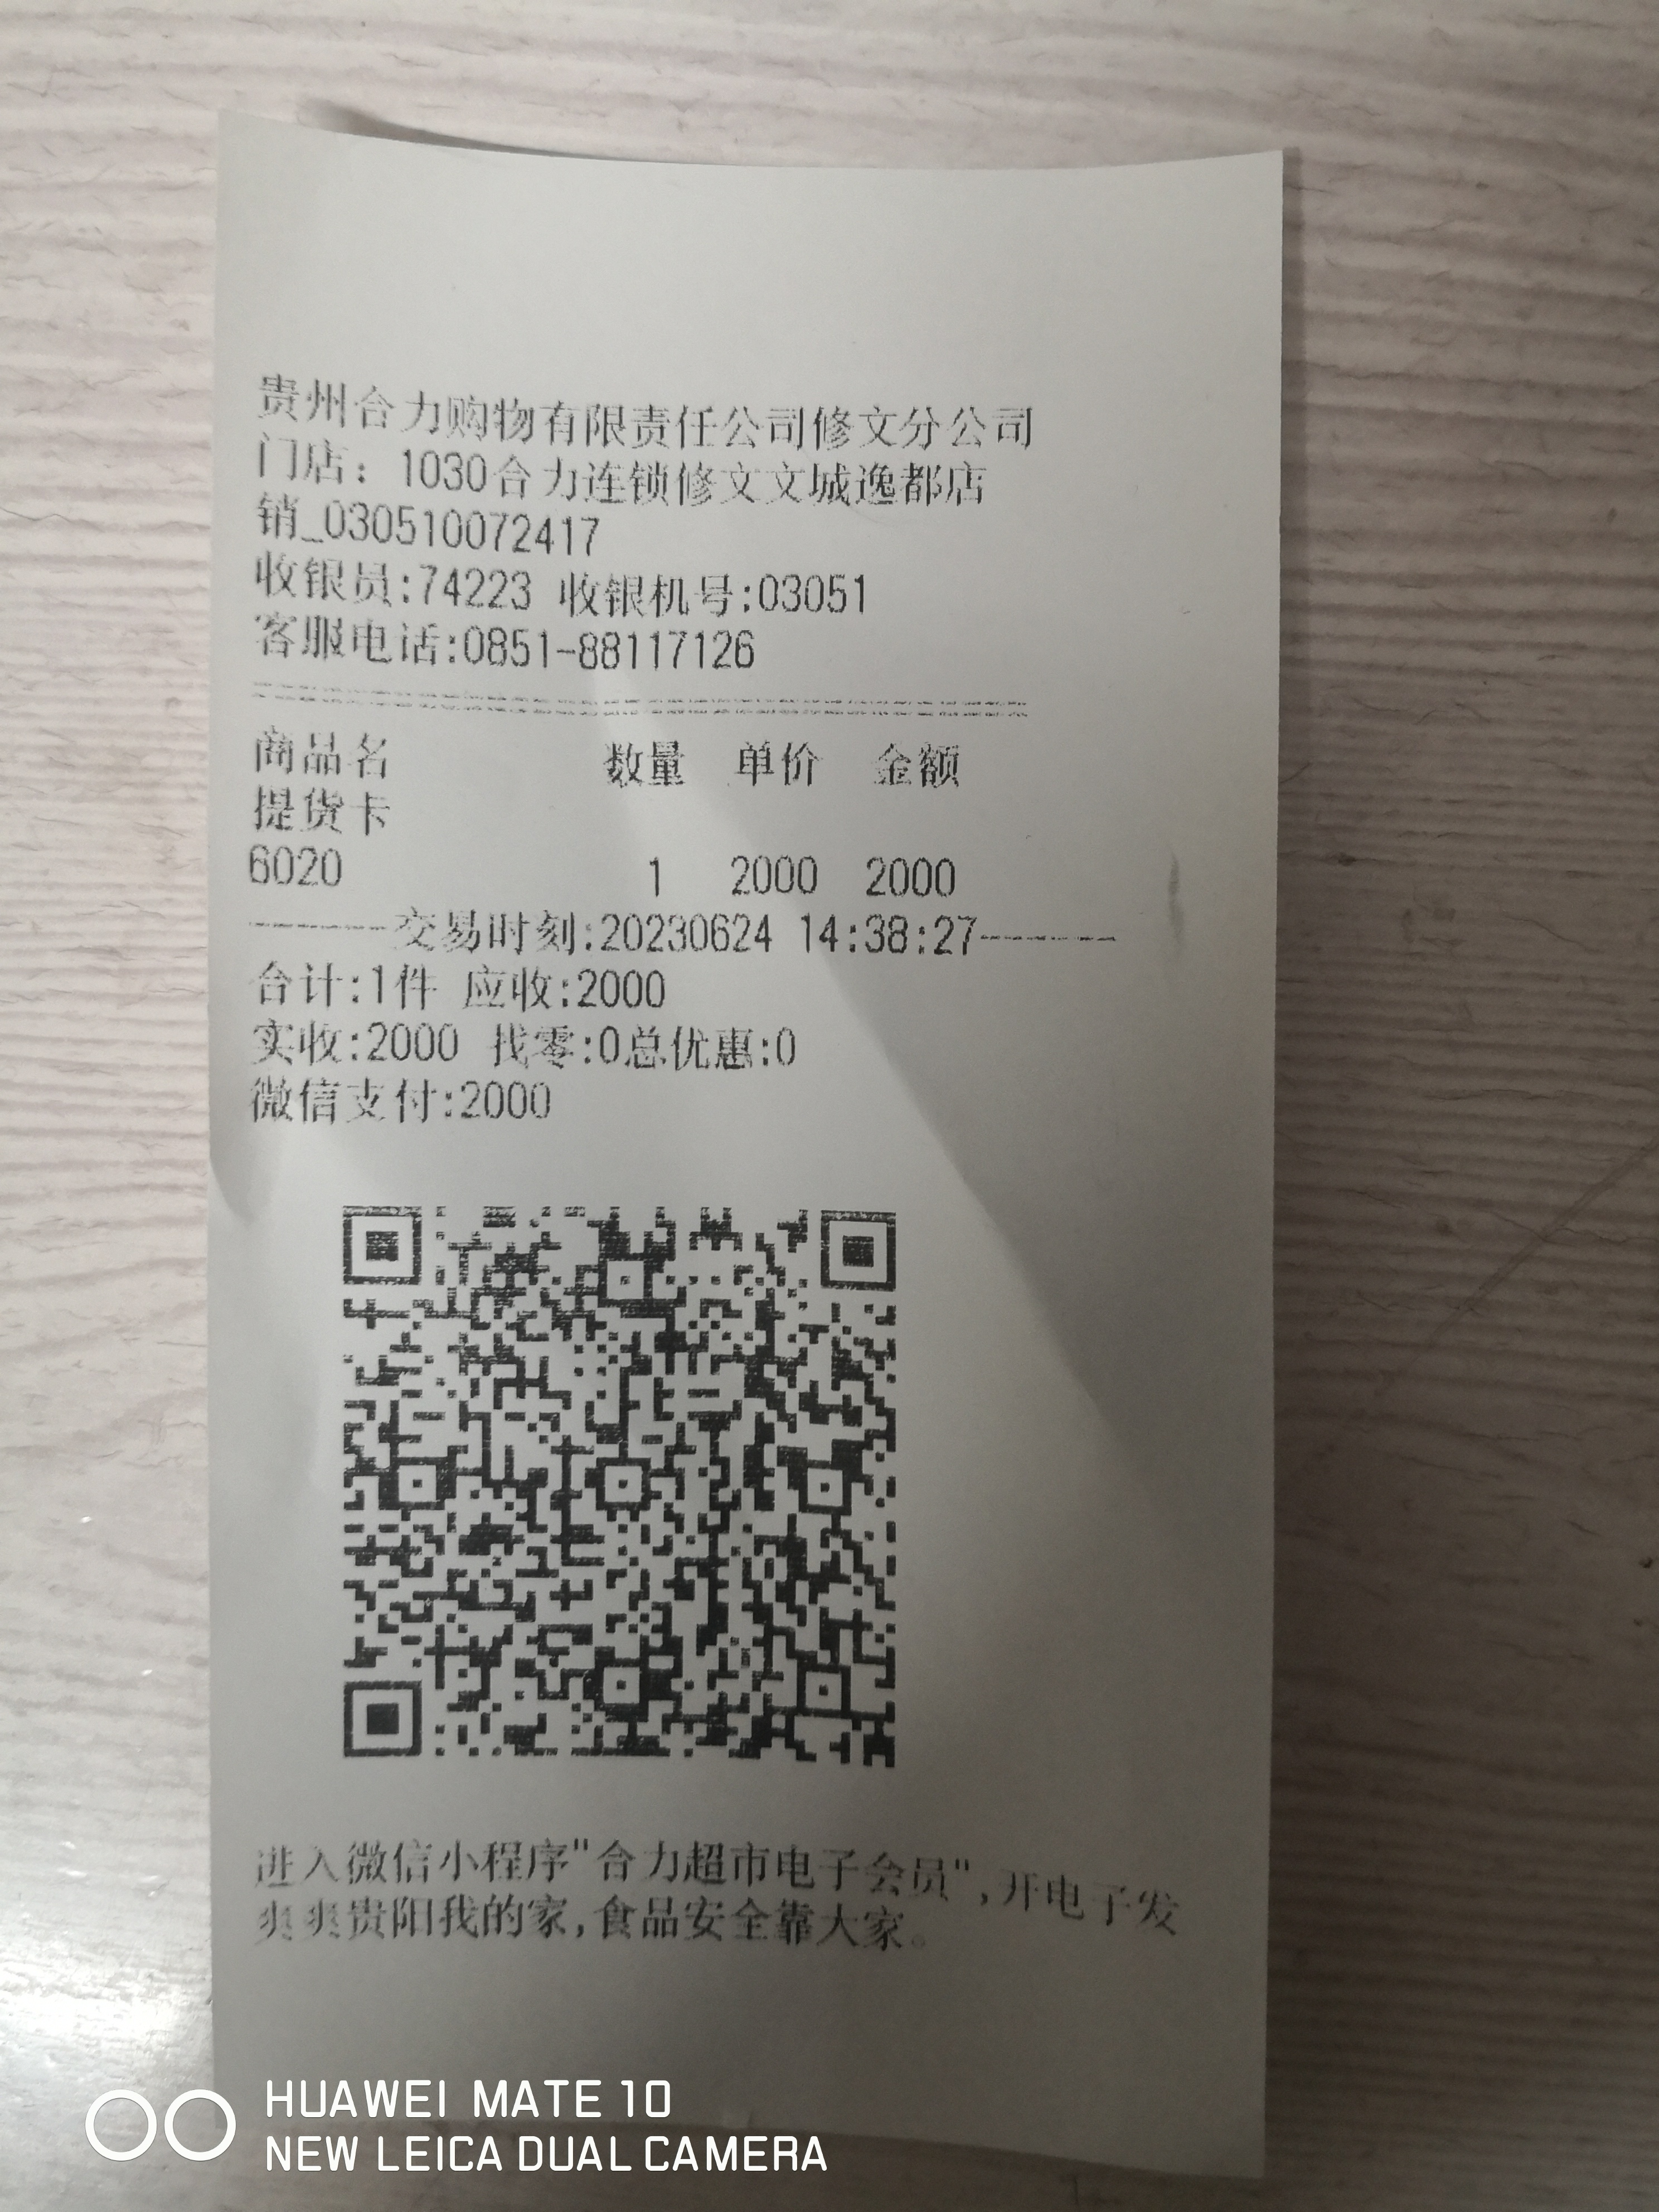 贵州合力购物有限责任公司修文分公司
门店：1030合力连锁修文文城逸都店
销_030510072417
收银员:74223 收银机号:03051
客服电话:0851-88117126
商品名 数量 单价 金额
提货卡
6020 1 2000 2000
--------交易时刻:20230624 14:38:27--------
合计:1件 应收:2000
实收:2000 找零:0总优惠:0
微信支付:2000
进入微信小程序"合力超市电子会员",开电子发
爽爽贵阳我的家,食品安全靠大家。
HUAWEI MATE 10
NEW LEICA DUAL CAMERA